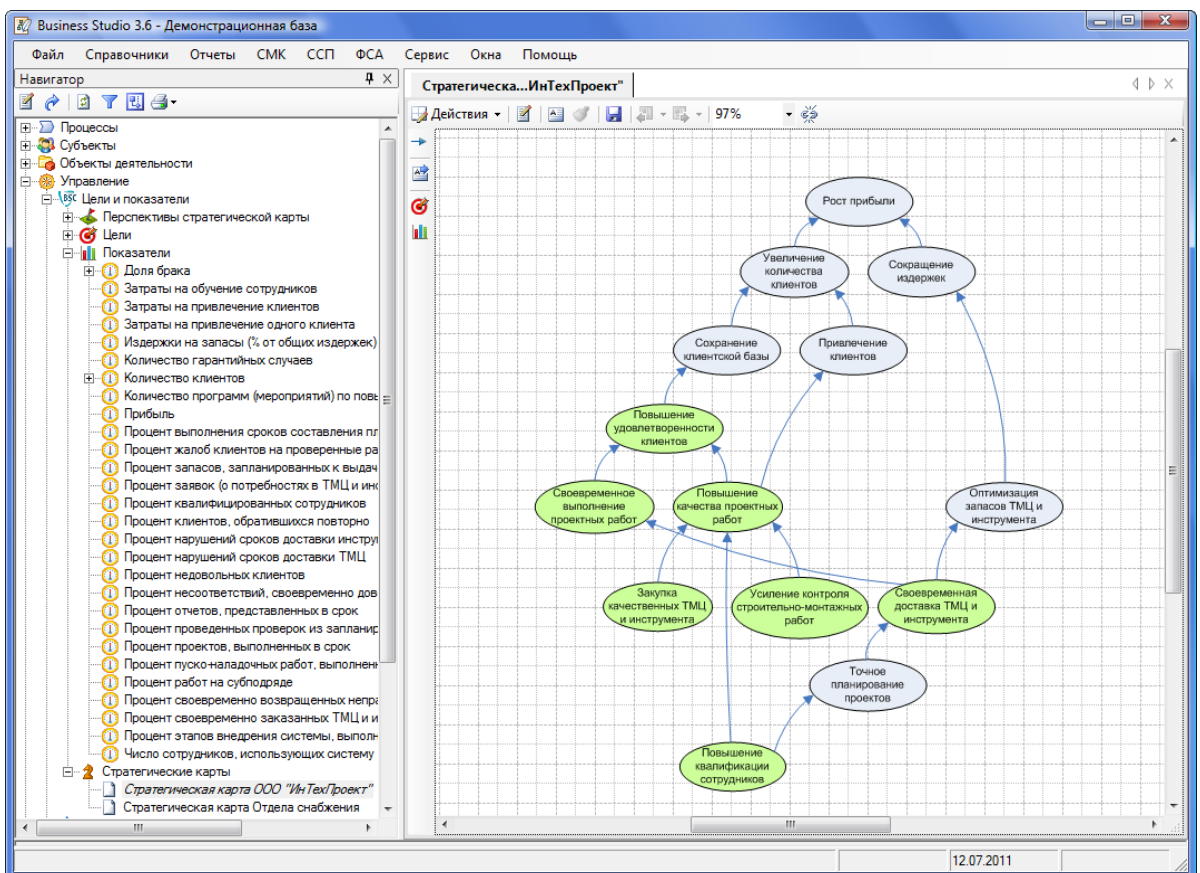 Business Studio 3.6 - Демонстрационная база
Файл Справочники Отчеты СМК ССП ФСА Сервис Окна Помощь
Навигатор
Процессы
Субъекты
Объекты деятельности
Управление
BSC Цели и показатели
Перспективы стратегической карты
Цели
Показатели
Доля брака
Затраты на обучение сотрудников
Затраты на привлечение клиентов
Затраты на привлечение одного клиента
Издержки на запасы (% от общих издержек)
Количество гарантийных случаев
Количество клиентов
Количество программ (мероприятий) по повы
Прибыль
Процент выполнения сроков составления пл
Процент жалоб клиентов на проверенные ра
Процент запасов, запланированных к выдач
Процент заявок (о потребностях в ТМЦ и инс
Процент квалифицированных сотрудников
Процент клиентов, обратившихся повторно
Процент нарушений сроков доставки инстру
Процент нарушений сроков доставки ТМЦ
Процент недовольных клиентов
Процент несоответствий, своевременно дов
Процент отчетов, представленных в срок
Процент проведенных проверок из запланир
Процент проектов, выполненных в срок
Процент пуско-наладочных работ, выполнен
Процент работ на субподряде
Процент своевременно возвращенных непра
Процент своевременно заказанных ТМЦ и и
Процент этапов внедрения системы, выполн
Число сотрудников, использующих систему
Стратегические карты
Стратегическая карта ООО "ИнТехПроект"
Стратегическая карта Отдела снабжения
Стратегическа...ИнТехПроект"
Действия 97%
Рост прибыли
Увеличение
количества
клиентов
Сокращение
издержек
Сохранение
клиентской базы
Привлечение
клиентов
Повышение
удовлетворенности
клиентов
Своевременное
выполнение
проектных работ
Повышение
качества проектных
работ
Оптимизация
запасов ТМЦ и
инструмента
Закупка
качественных ТМЦ
и инструмента
Усиление контроля
строительно-монтажных
работ
Своевременная
доставка ТМЦ и
инструмента
Точное
планирование
проектов
Повышение
квалификации
сотрудников
12.07.2011